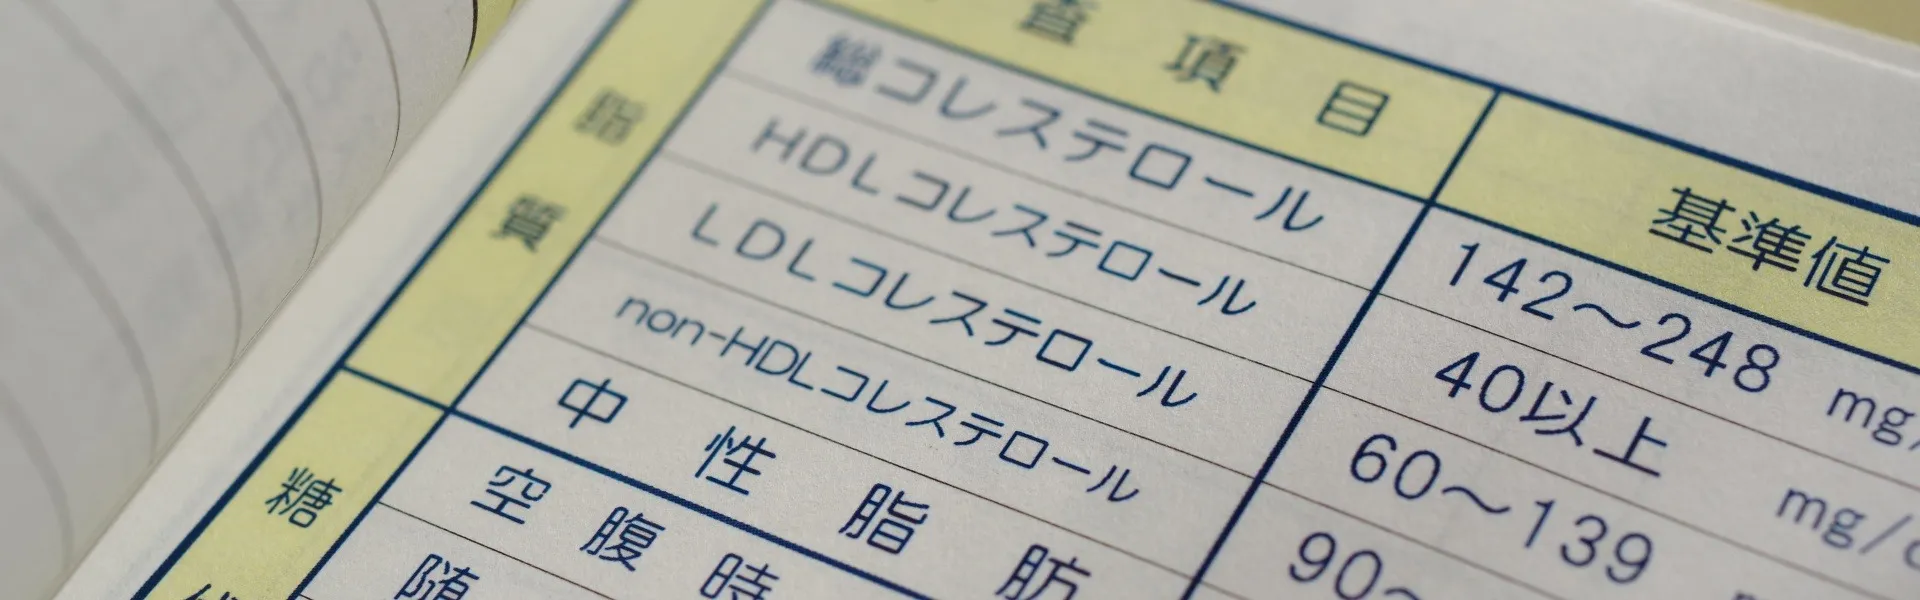 査項目 基準値
脂質
総コレステロール 142～248 mg/
HDLコレステロール 40以上 mg/
LDLコレステロール 60～139
non-HDLコレステロール 90～
中性脂肪
糖
空腹時
随時